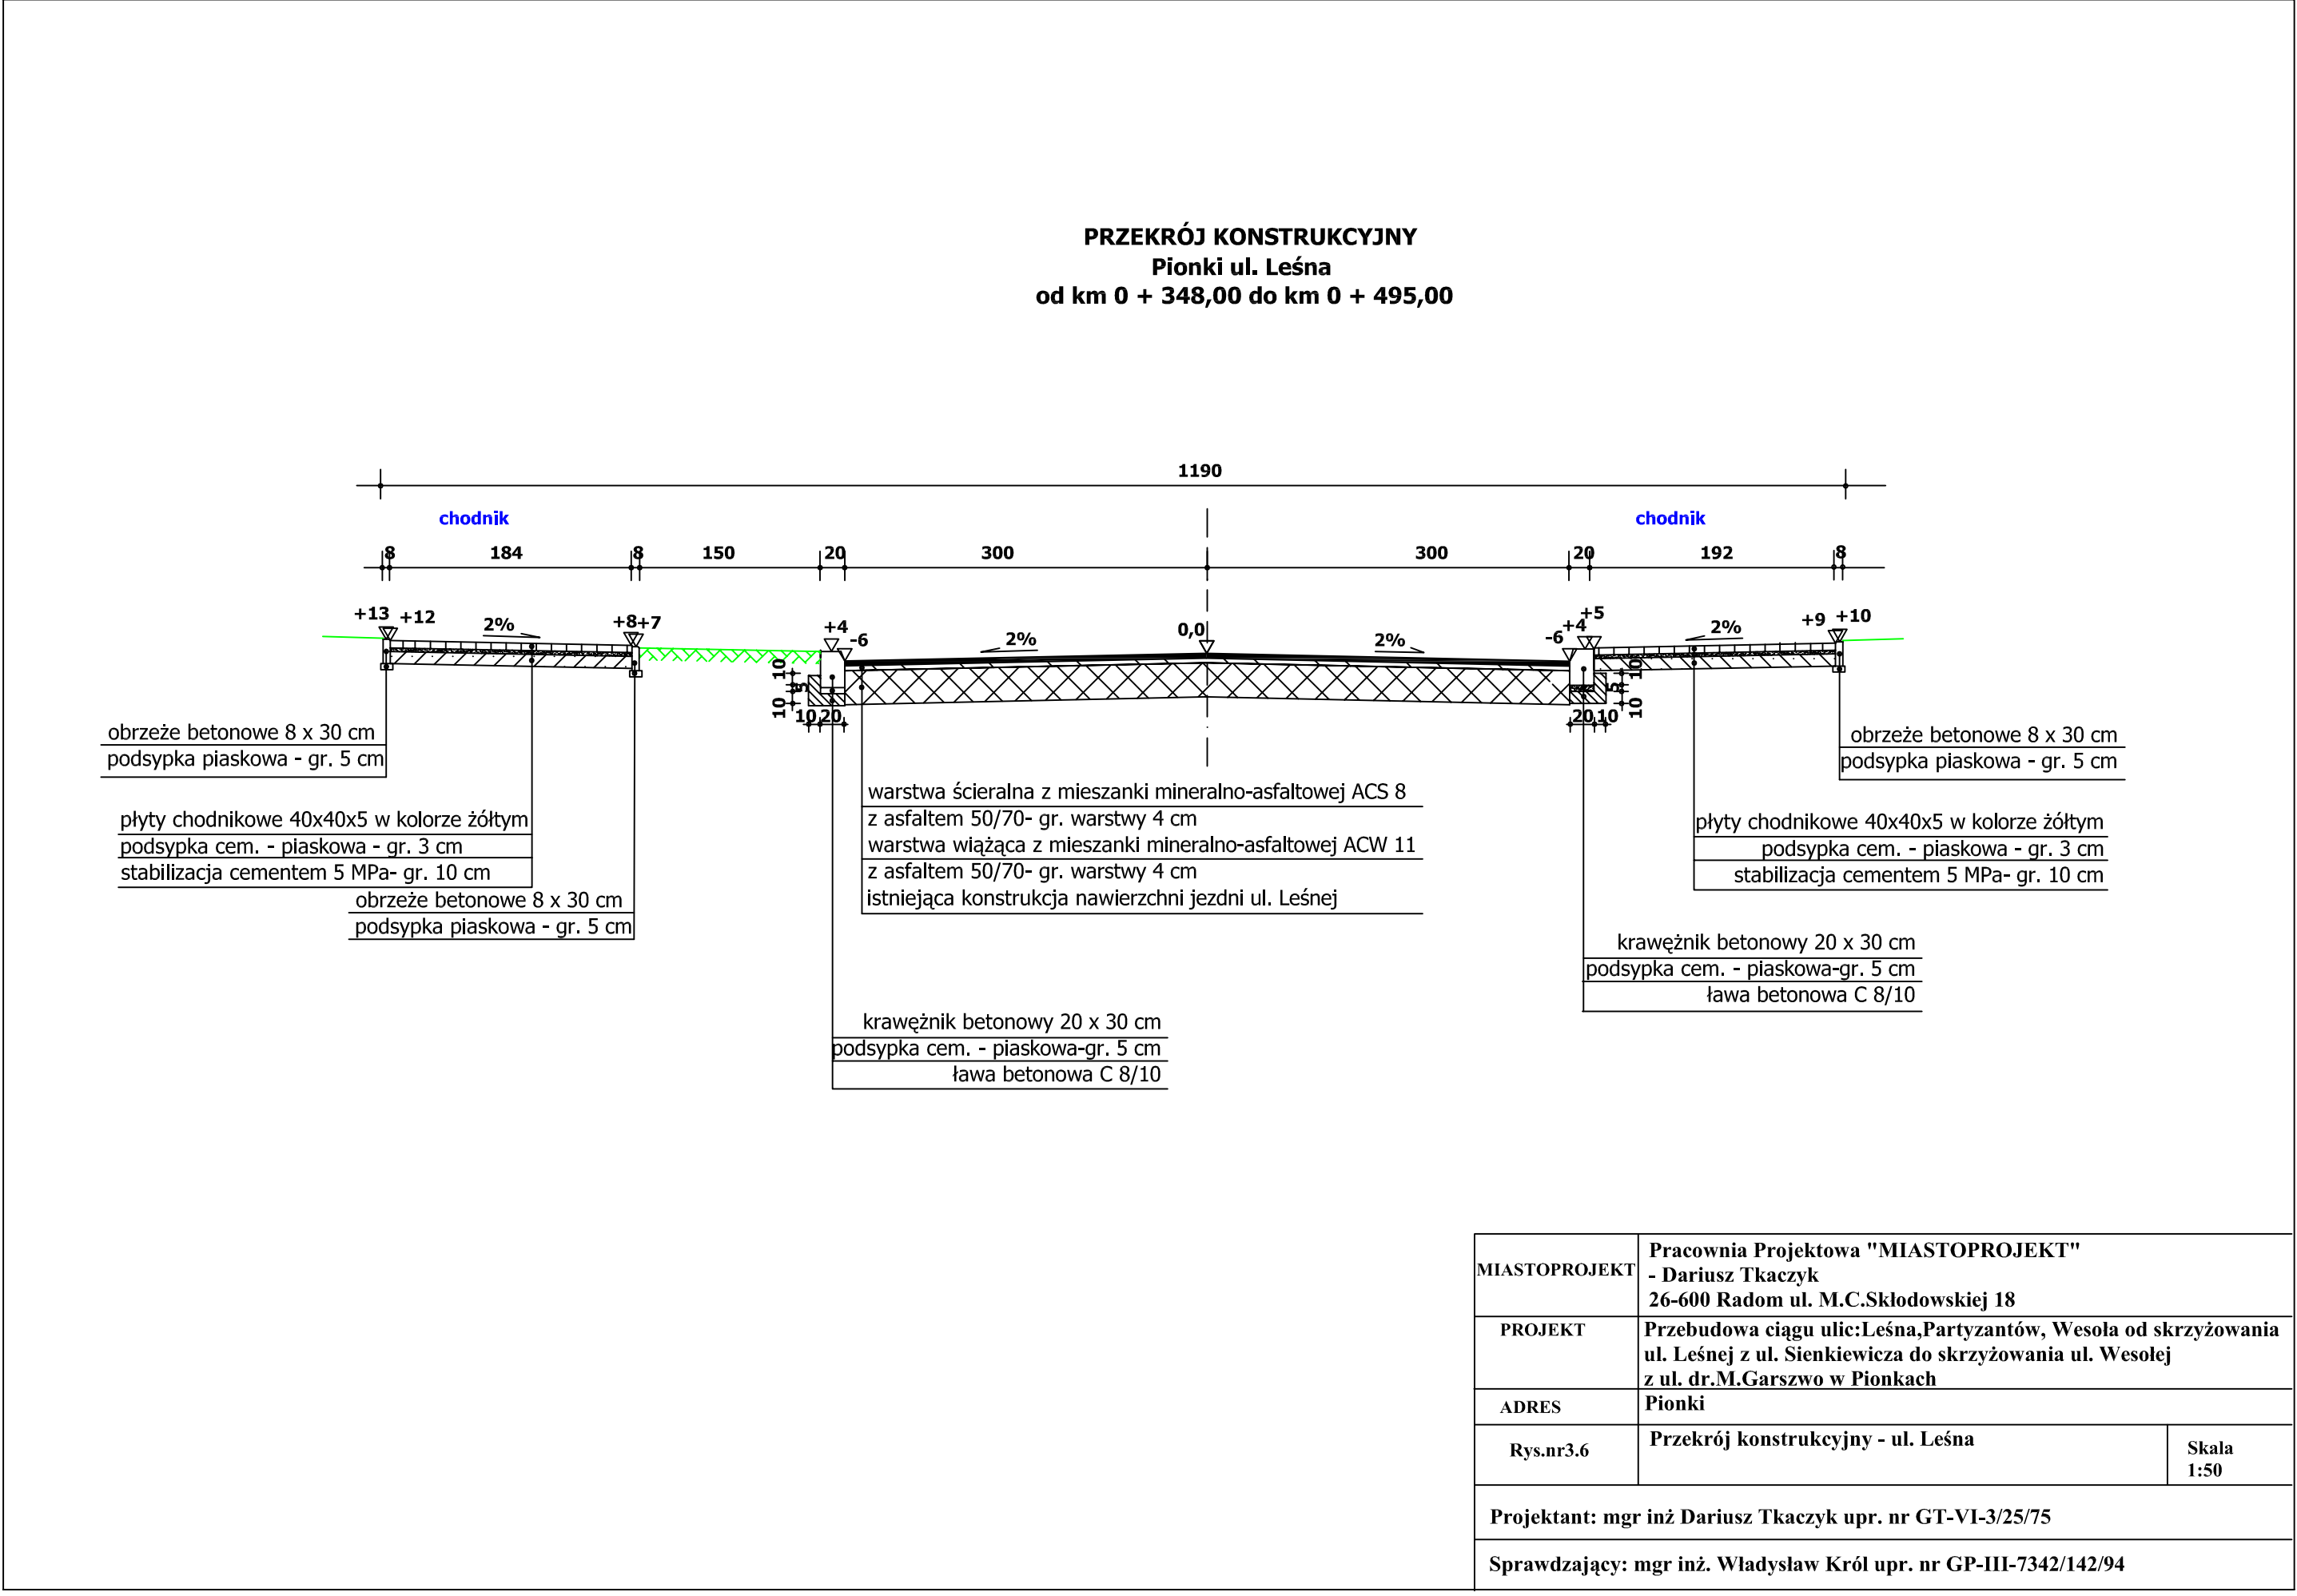 PRZEKRÓJ KONSTRUKCYJNY
Pionki ul. Leśna
od km 0 + 348,00 do km 0 + 495,00
1190
chodnik
chodnik
8 184 8 150 20 300 300 20 192 8
+13 +12 2% +8 +7 +4 -6 2% 0,0 2% -6 +4 +5 2% +9 +10
10 5 10 10 20
20 10 10 5 10
obrzeże betonowe 8 x 30 cm
podsypka piaskowa - gr. 5 cm
płyty chodnikowe 40x40x5 w kolorze żółtym
podsypka cem. - piaskowa - gr. 3 cm
stabilizacja cementem 5 MPa- gr. 10 cm
obrzeże betonowe 8 x 30 cm
podsypka piaskowa - gr. 5 cm
warstwa ścieralna z mieszanki mineralno-asfaltowej ACS 8
z asfaltem 50/70- gr. warstwy 4 cm
warstwa wiążąca z mieszanki mineralno-asfaltowej ACW 11
z asfaltem 50/70- gr. warstwy 4 cm
istniejąca konstrukcja nawierzchni jezdni ul. Leśnej
krawężnik betonowy 20 x 30 cm
podsypka cem. - piaskowa-gr. 5 cm
ława betonowa C 8/10
obrzeże betonowe 8 x 30 cm
podsypka piaskowa - gr. 5 cm
płyty chodnikowe 40x40x5 w kolorze żółtym
podsypka cem. - piaskowa - gr. 3 cm
stabilizacja cementem 5 MPa- gr. 10 cm
krawężnik betonowy 20 x 30 cm
podsypka cem. - piaskowa-gr. 5 cm
ława betonowa C 8/10
MIASTOPROJEKT
Pracownia Projektowa "MIASTOPROJEKT"
- Dariusz Tkaczyk
26-600 Radom ul. M.C.Skłodowskiej 18
PROJEKT
Przebudowa ciągu ulic:Leśna,Partyzantów, Wesoła od skrzyżowania
ul. Leśnej z ul. Sienkiewicza do skrzyżowania ul. Wesołej
z ul. dr.M.Garszwo w Pionkach
ADRES
Pionki
Rys.nr3.6
Przekrój konstrukcyjny - ul. Leśna
Skala
1:50
Projektant: mgr inż Dariusz Tkaczyk upr. nr GT-VI-3/25/75
Sprawdzający: mgr inż. Władysław Król upr. nr GP-III-7342/142/94